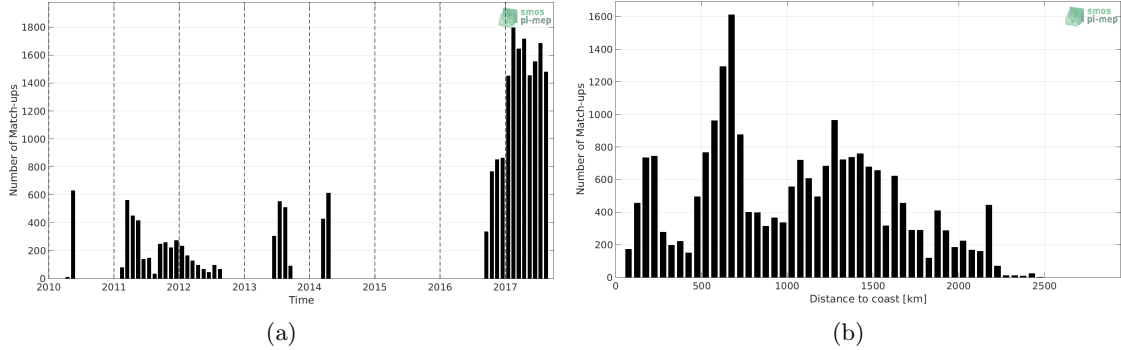 smos
pi-mep
1800
1600
1400
1200
1000
800
600
400
200
0
Number of Match-ups
2010 2011 2012 2013 2014 2015 2016 2017
Time
(a)
smos
pi-mep
1600
1400
1200
1000
800
600
400
200
0
Number of Match-ups
0 500 1000 1500 2000 2500
Distance to coast [km]
(b)